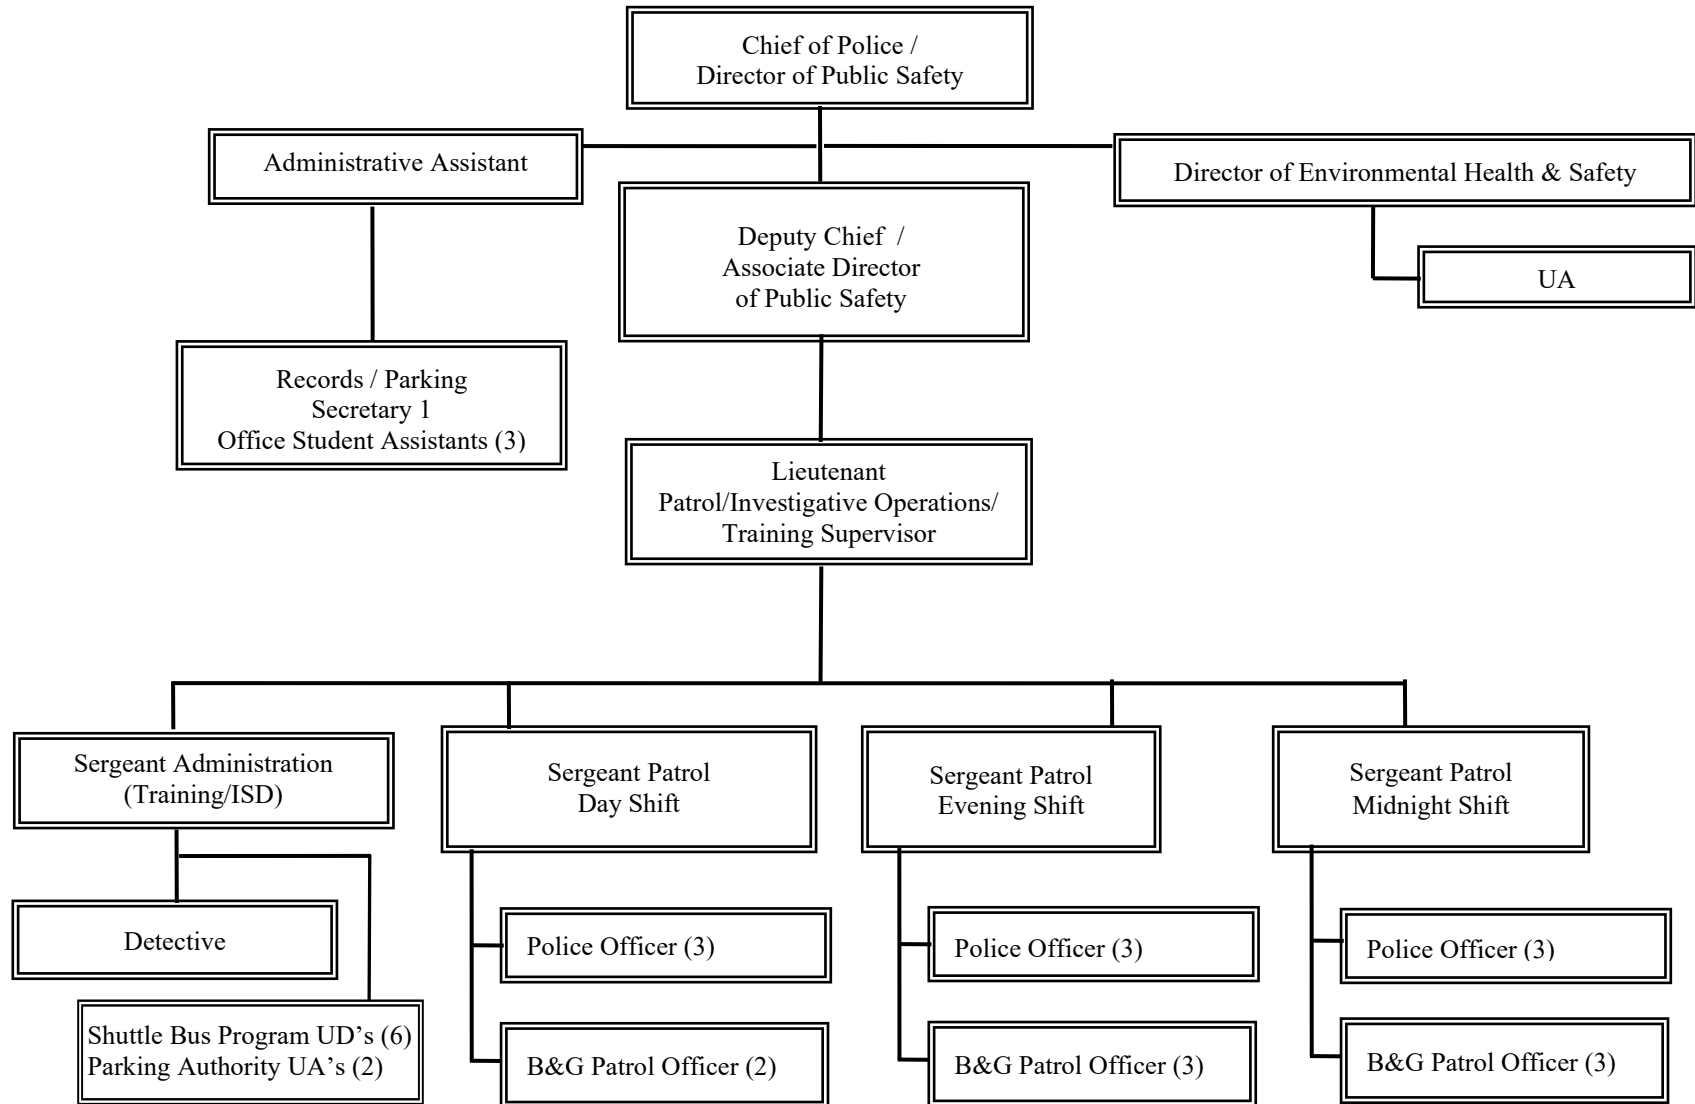 Chief of Police /
Director of Public Safety
Administrative Assistant
Director of Environmental Health & Safety
Deputy Chief /
Associate Director
of Public Safety
UA
Records / Parking
Secretary 1
Office Student Assistants (3)
Lieutenant
Patrol/Investigative Operations/
Training Supervisor
Sergeant Administration
(Training/ISD)
Sergeant Patrol
Day Shift
Sergeant Patrol
Evening Shift
Sergeant Patrol
Midnight Shift
Detective
Police Officer (3)
Police Officer (3)
Police Officer (3)
Shuttle Bus Program UD’s (6)
Parking Authority UA’s (2)
B&G Patrol Officer (2)
B&G Patrol Officer (3)
B&G Patrol Officer (3)